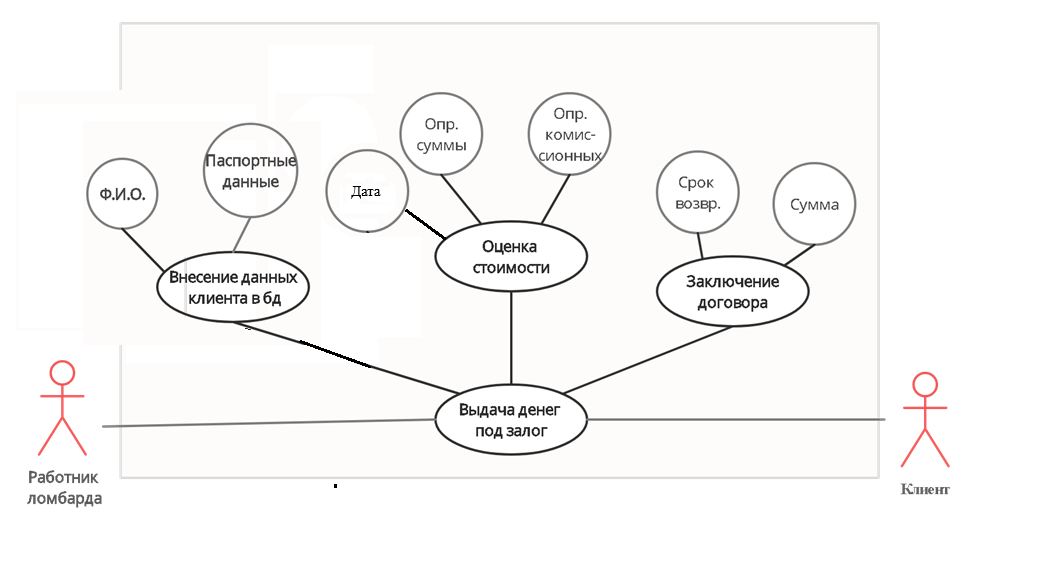 Опр.
суммы
Опр.
комис-
сионных
Паспортные
данные
Ф.И.О.
Дата
Срок
возвр.
Сумма
Оценка
стоимости
Внесение данных
клиента в бд
Заключение
договора
Выдача денег
под залог
Работник
ломбарда
Клиент